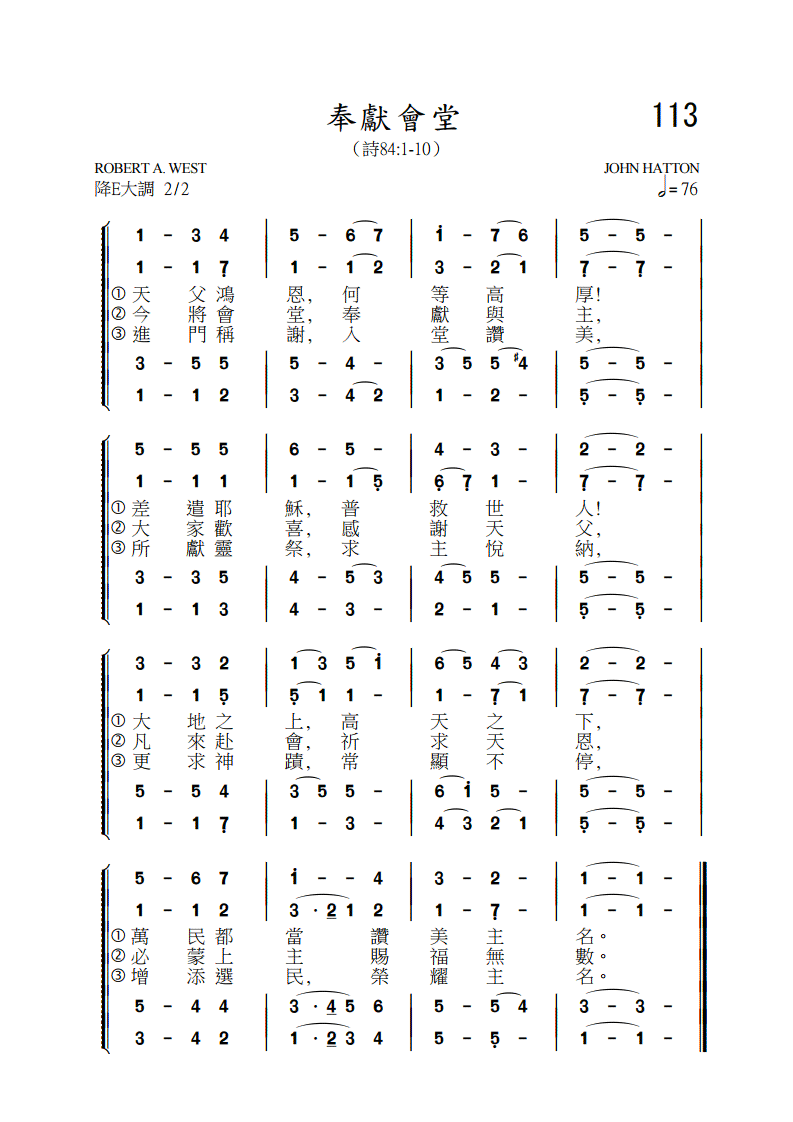 奉獻會堂
113
（詩84:1-10）
ROBERT A. WEST
JOHN HATTON
降E大調 2/2
= 76
1 - 3 4 5 - 6 7 i - 7 6 5 - 5 -
1 - 1 7̣ 1 - 1 2 3 - 2 1 7̣ - 7̣ -
① 天 父 鴻 恩, 何 等 高 厚!
② 今 將 會 堂, 奉 獻 與 主,
③ 進 門 稱 謝, 入 堂 讚 美,
3 - 5 5 5 - 4 - 3 5 5 ♯4 5 - 5 -
1 - 1 2 3 - 4 2 1 - 2 - 5̣ - 5̣ -
5 - 5 5 6 - 5 - 4 - 3 - 2 - 2 -
1 - 1 1 1 - 1 5̣ 6̣ 7̣ 1 - 7̣ - 7̣ -
① 差 遣 耶 穌, 普 救 世 人!
② 大 家 歡 喜, 感 謝 天 父,
③ 所 獻 靈 祭, 求 主 悅 納,
3 - 3 5 4 - 5 3 4 5 5 - 5 - 5 -
1 - 1 3 4 - 3 - 2 - 1 - 5̣ - 5̣ -
3 - 3 2 1 3 5 i 6 5 4 3 2 - 2 -
1 - 1 5̣ 5̣ 1 1 - 1 - 7̣ 1 7̣ - 7̣ -
① 大 地 之 上, 高 天 之 下,
② 凡 來 赴 會, 祈 求 天 恩,
③ 更 求 神 蹟, 常 顯 不 停,
5 - 5 4 3 5 5 - 6 i 5 - 5 - 5 -
1 - 1 7̣ 1 - 3 - 4 3 2 1 5̣ - 5̣ -
5 - 6 7 i - - 4 3 - 2 - 1 - 1 -
1 - 1 2 3 · 2 1 2 1 - 7̣ - 1 - 1 -
① 萬 民 都 當 讚 美 主 名。
② 必 蒙 上 主 賜 福 無 數。
③ 增 添 選 民, 榮 耀 主 名。
5 - 4 4 3 · 4 5 6 5 - 5 4 3 - 3 -
3 - 4 2 1 · 2 3 4 5 - 5̣ - 1 - 1 -